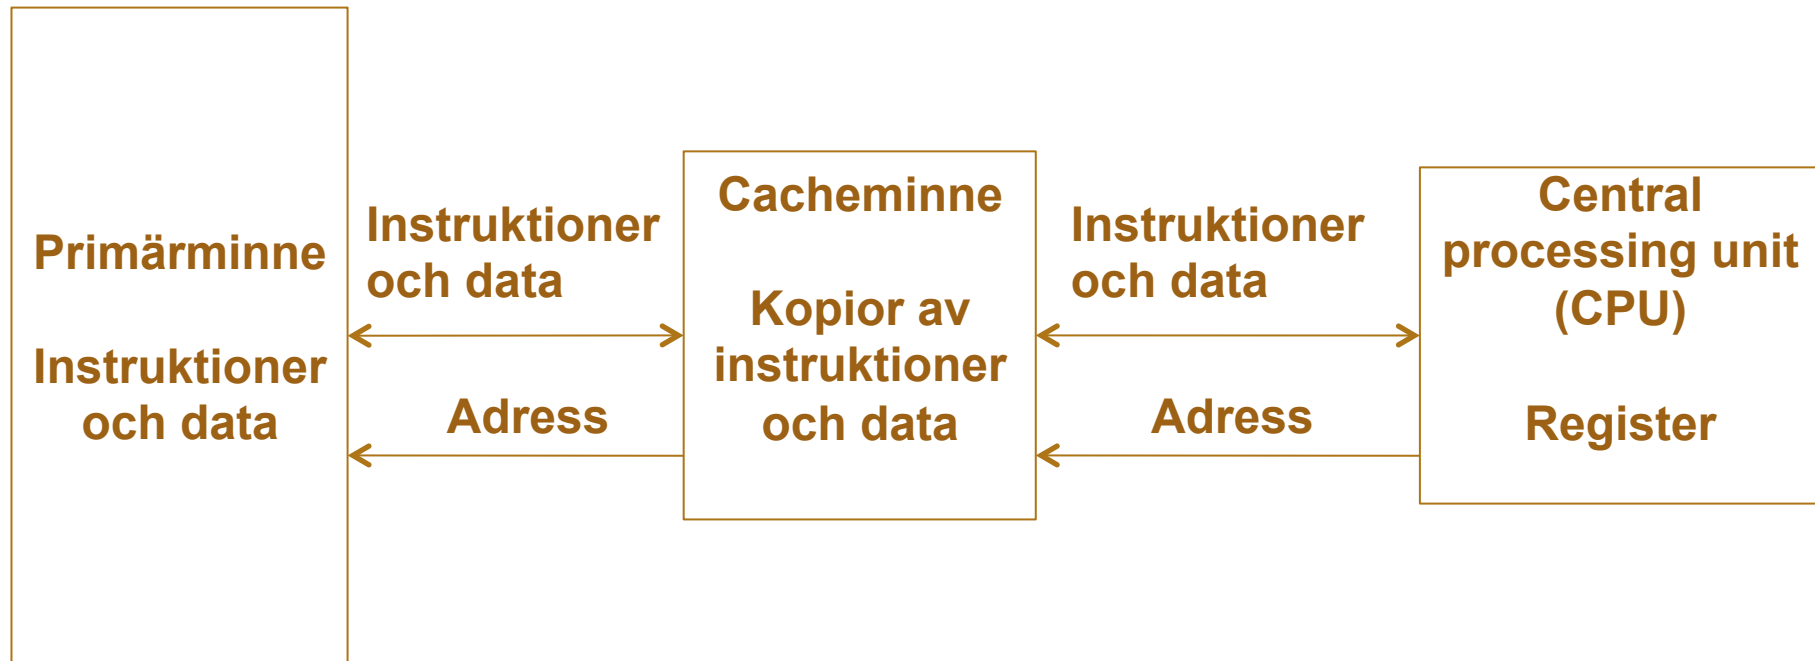 Primärminne
Instruktioner
och data
Instruktioner
och data
Adress
Cacheminne
Kopior av
instruktioner
och data
Instruktioner
och data
Adress
Central
processing unit
(CPU)
Register